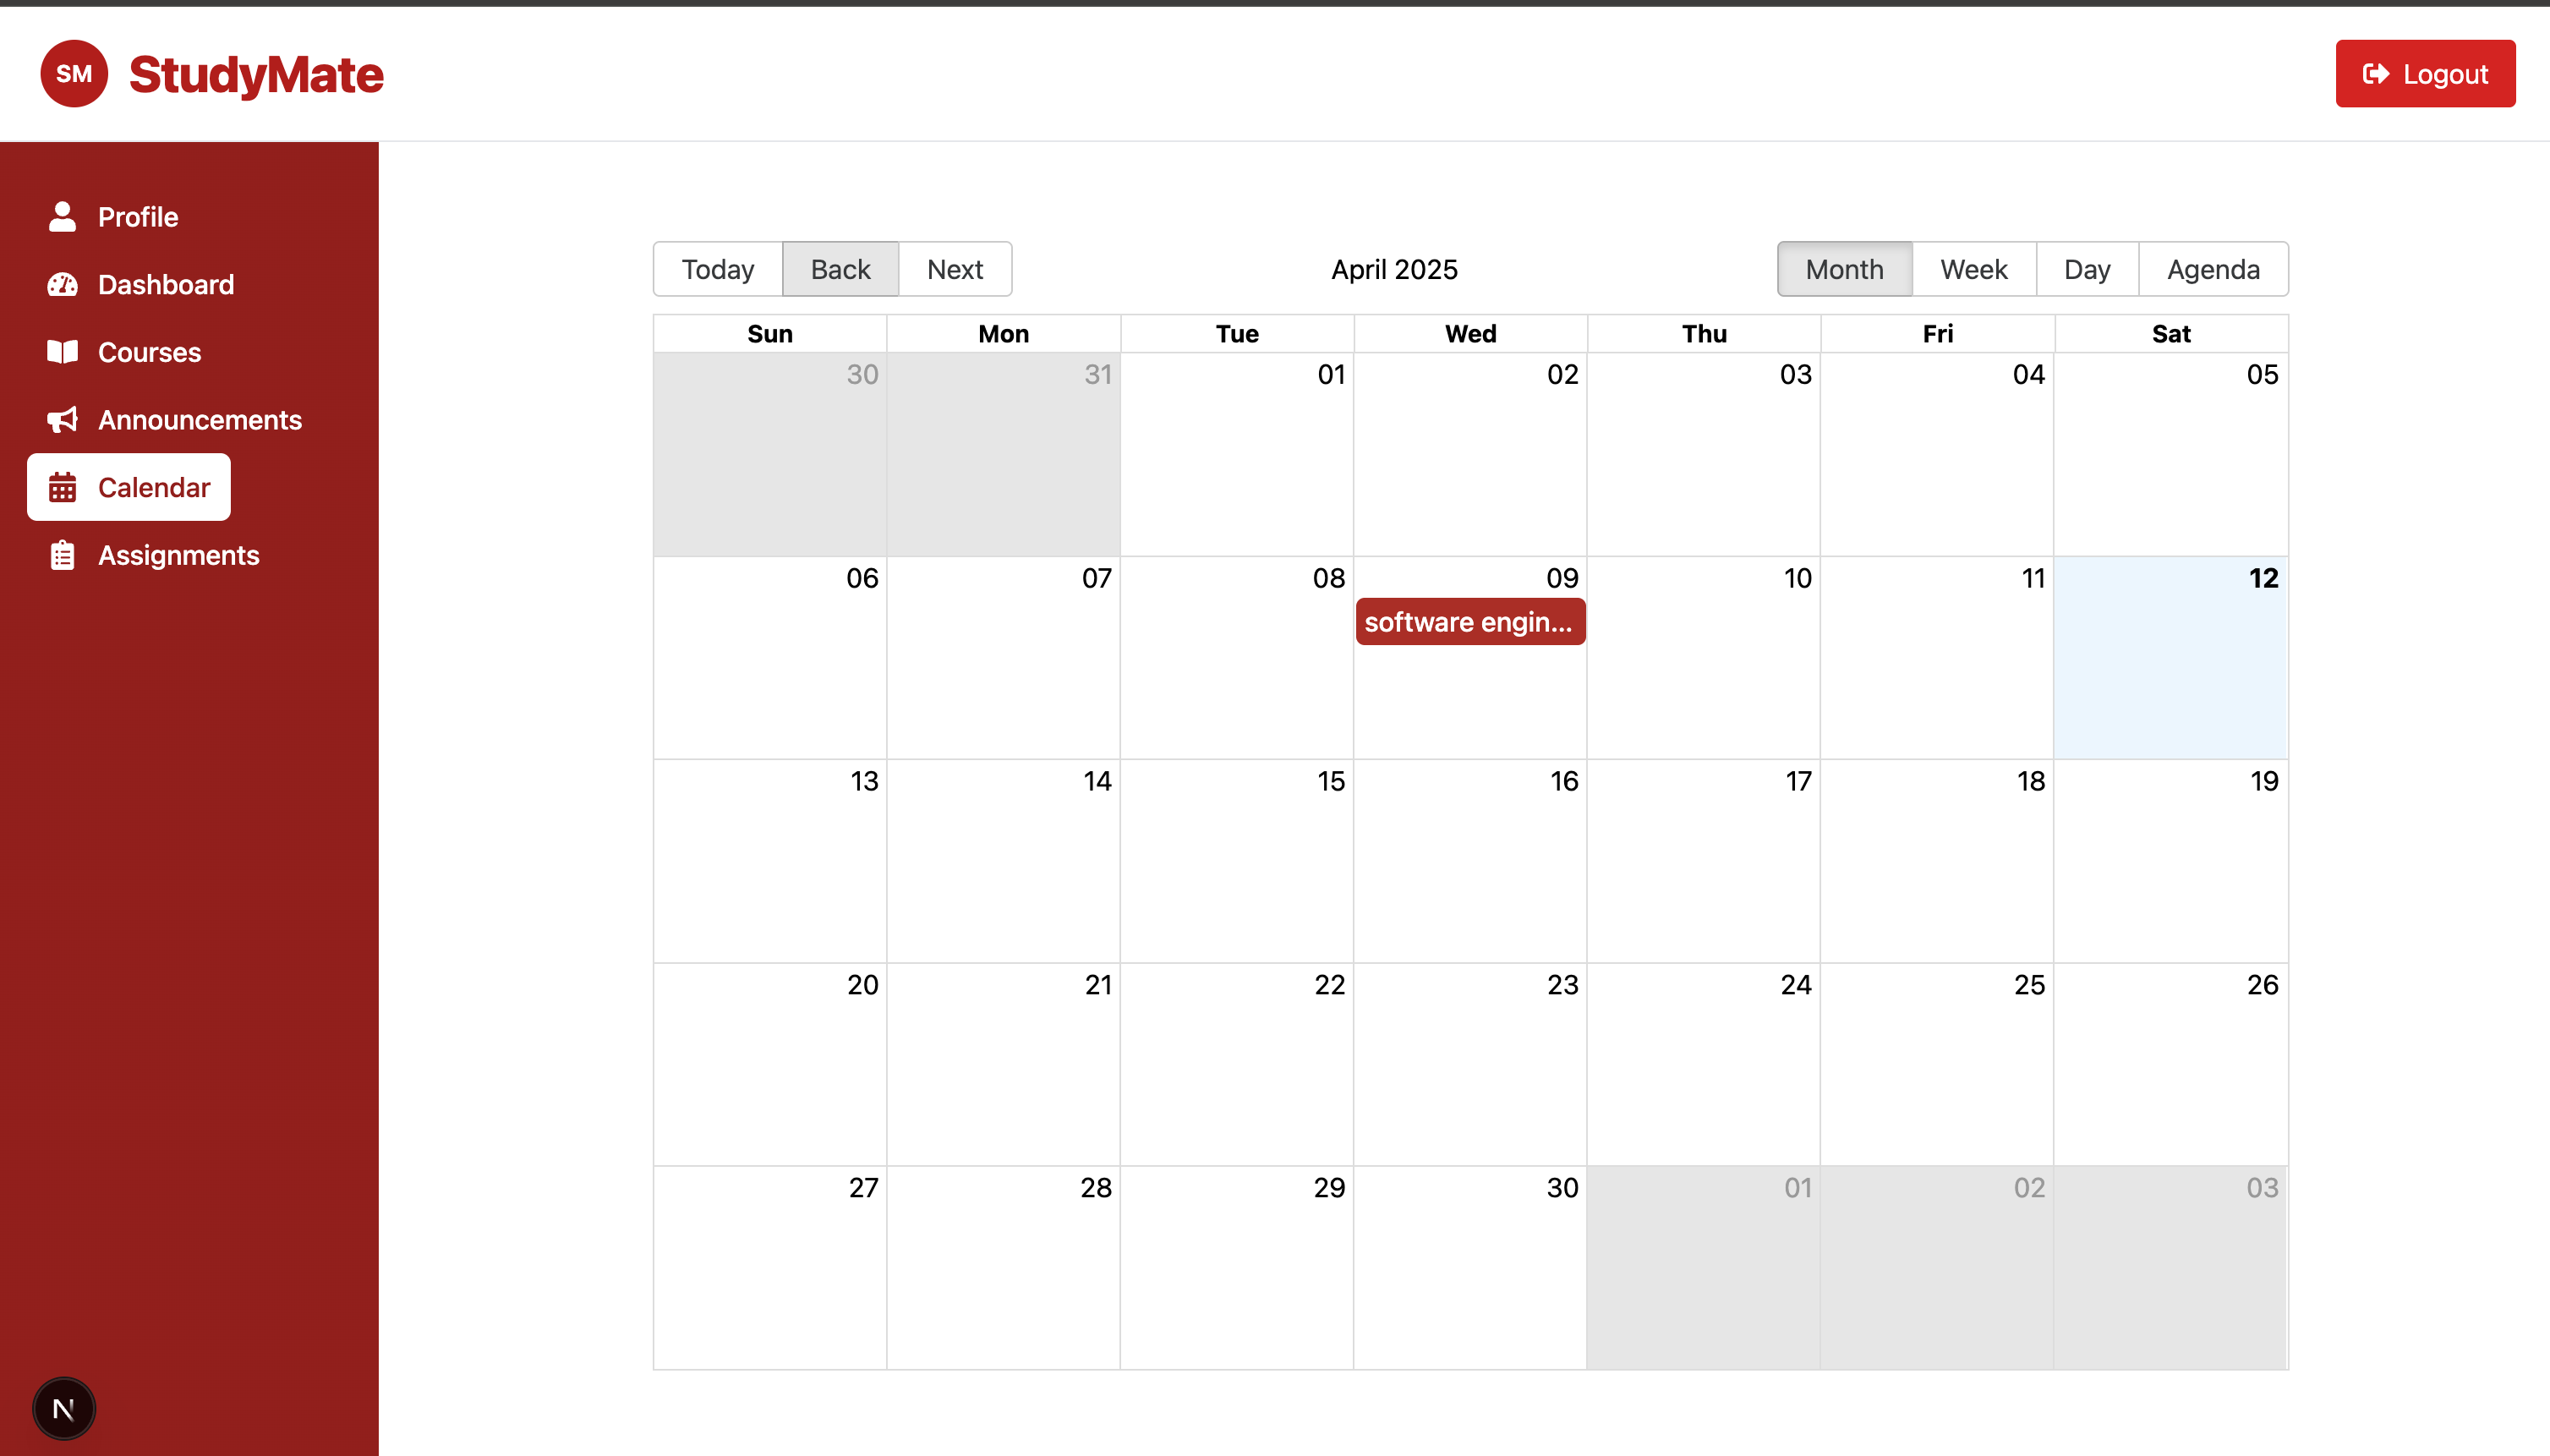 SM StudyMate
Logout
Profile
Dashboard
Courses
Announcements
Calendar
Assignments
Today Back Next
April 2025
Month Week Day Agenda
Sun Mon Tue Wed Thu Fri Sat
30 31 01 02 03 04 05
06 07 08 09 10 11 12
software engin...
13 14 15 16 17 18 19
20 21 22 23 24 25 26
27 28 29 30 01 02 03
N